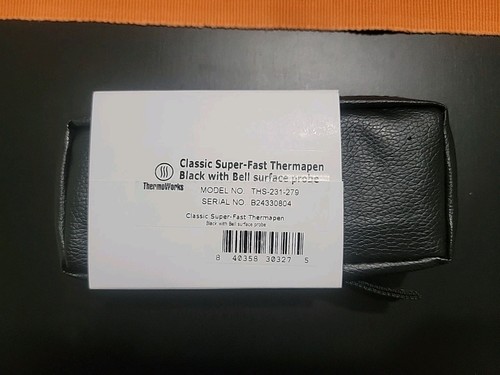 Classic Super-Fast Thermapen
Black with Bell surface probe
ThermoWorks
MODEL NO. THS-231-279
SERIAL NO. B24330804
Classic Super-Fast Thermapen
Black with Bell surface probe
8 40358 30327 5